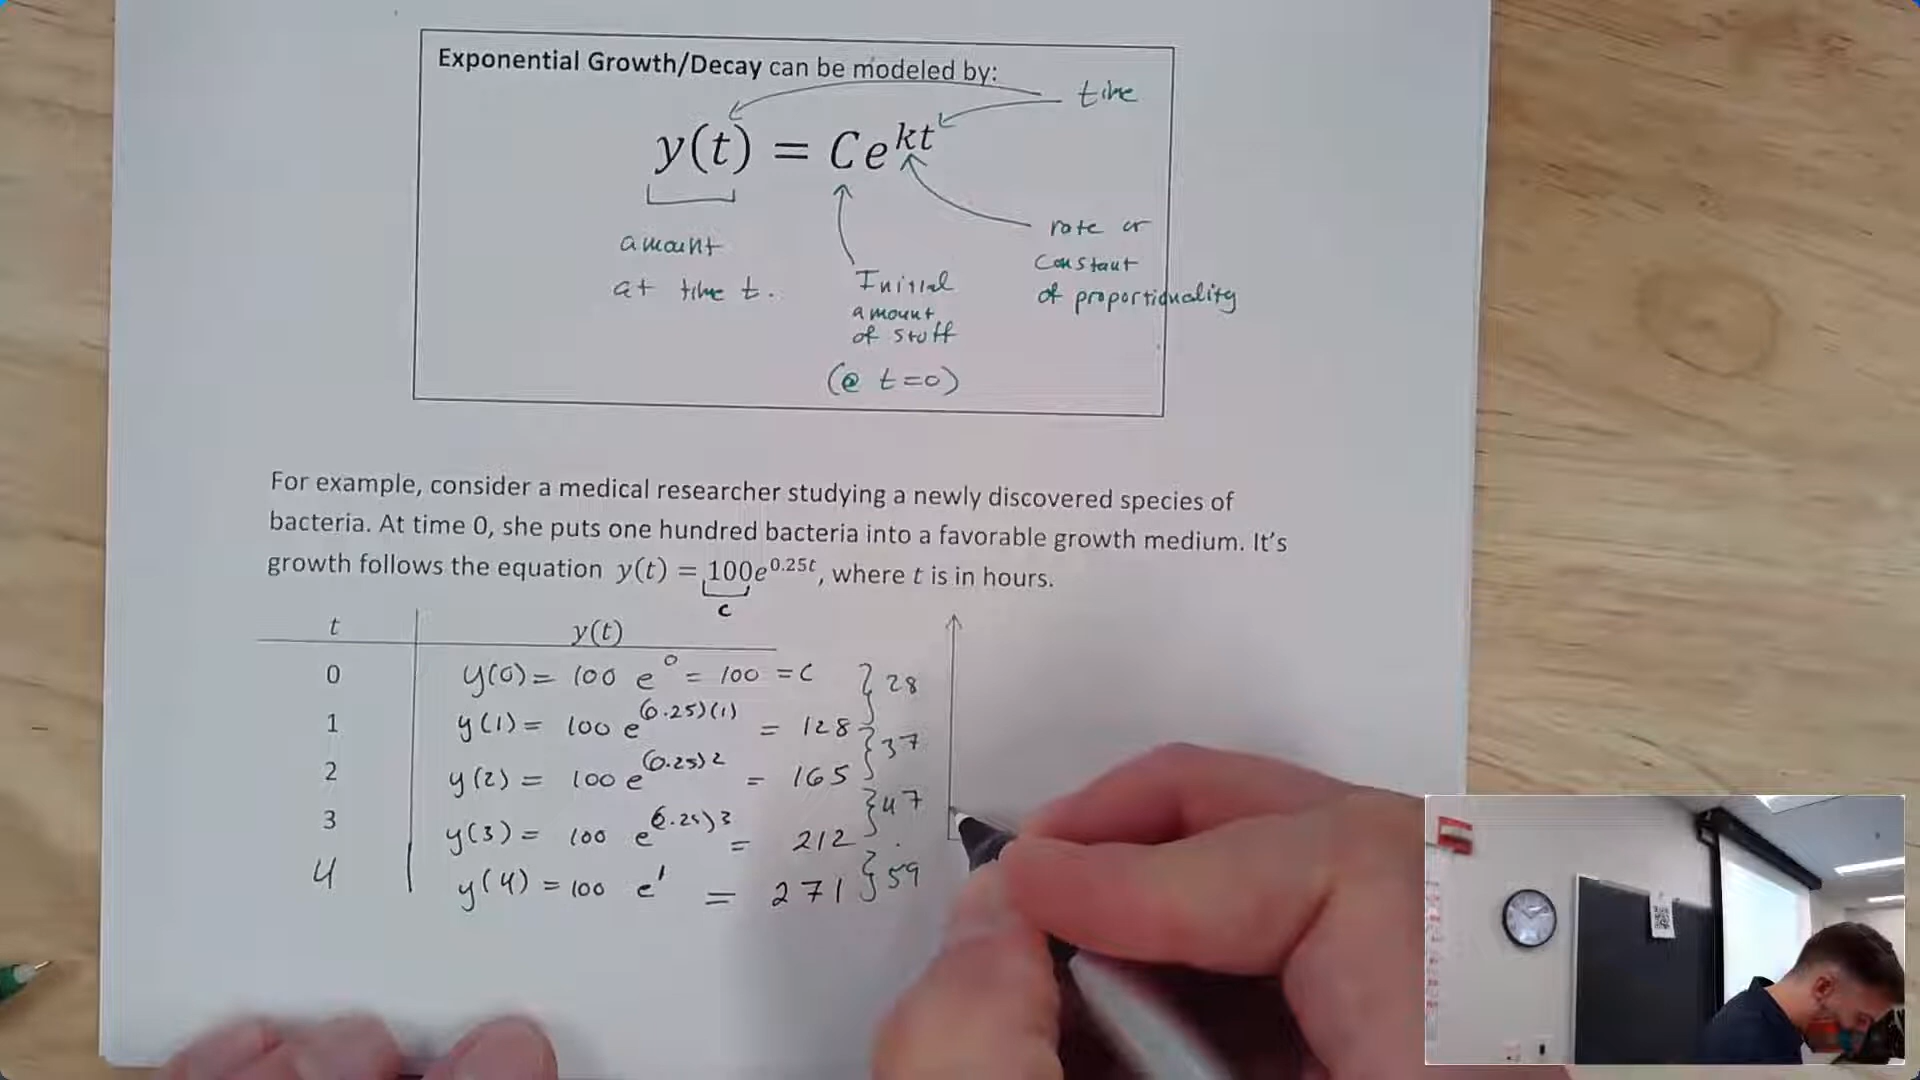 Exponential Growth/Decay can be modeled by:
time
y(t) = Ce^{kt}
amount
at time t.
Initial
amount
of stuff
(@ t=0)
rate or
constant
of proportionality
For example, consider a medical researcher studying a newly discovered species of
bacteria. At time 0, she puts one hundred bacteria into a favorable growth medium. It's
growth follows the equation y(t) = 100e^{0.25t}, where t is in hours.
C
t y(t)
0 y(0) = 100 e^0 = 100 = C } 28
1 y(1) = 100 e^{(0.25)(1)} = 128 } 37
2 y(2) = 100 e^{(0.25)2} = 165 } 47
3 y(3) = 100 e^{(0.25)3} = 212 } 59
4 y(4) = 100 e^1 = 271